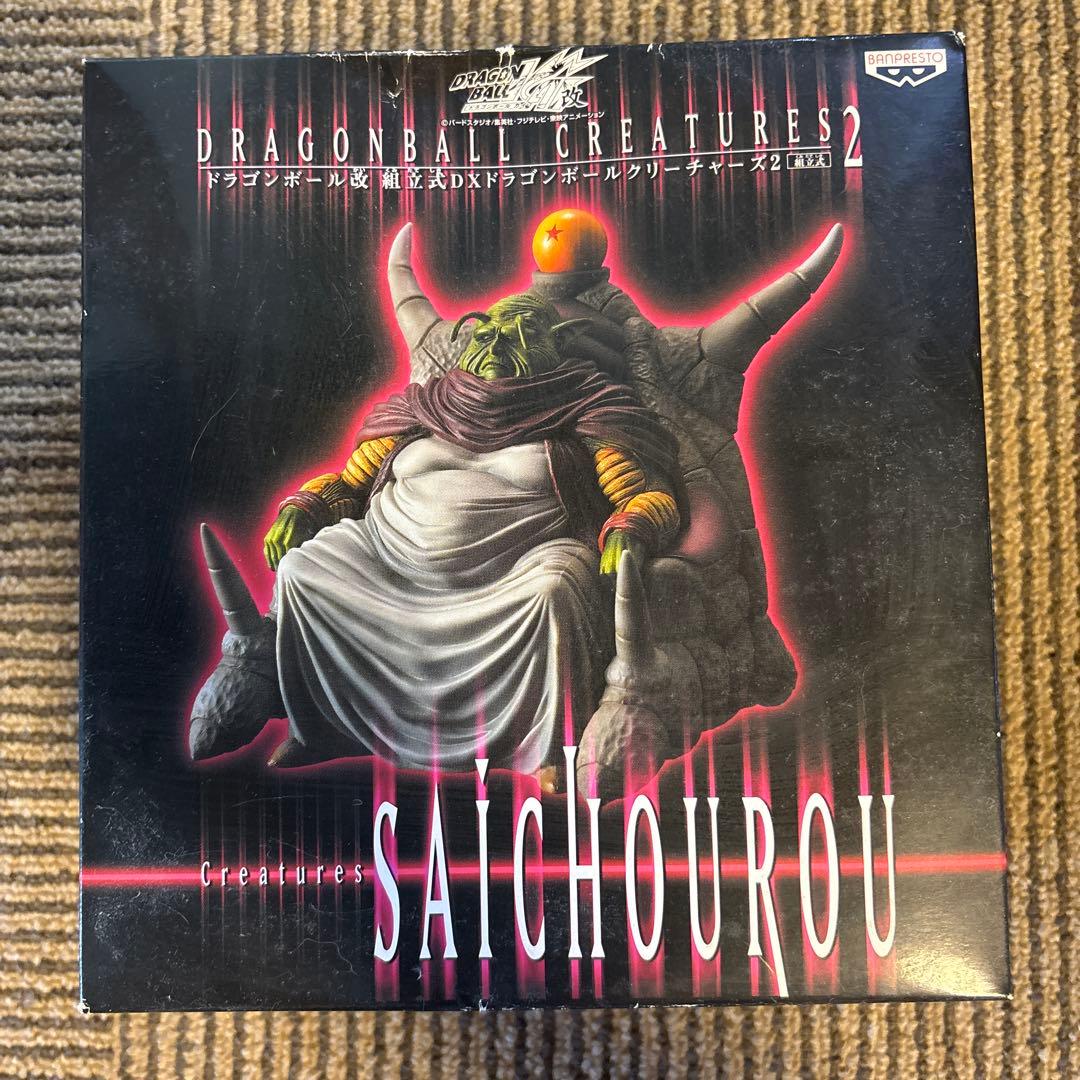 BANPRESTO
DRAGON
BALL
改
©バードスタジオ/集英社・フジテレビ・東映アニメーション
DRAGONBALL CREATURES 2
ドラゴンボール改 組立式DXドラゴンボールクリーチャーズ2 組立式
Creatures SAiCHOUROU